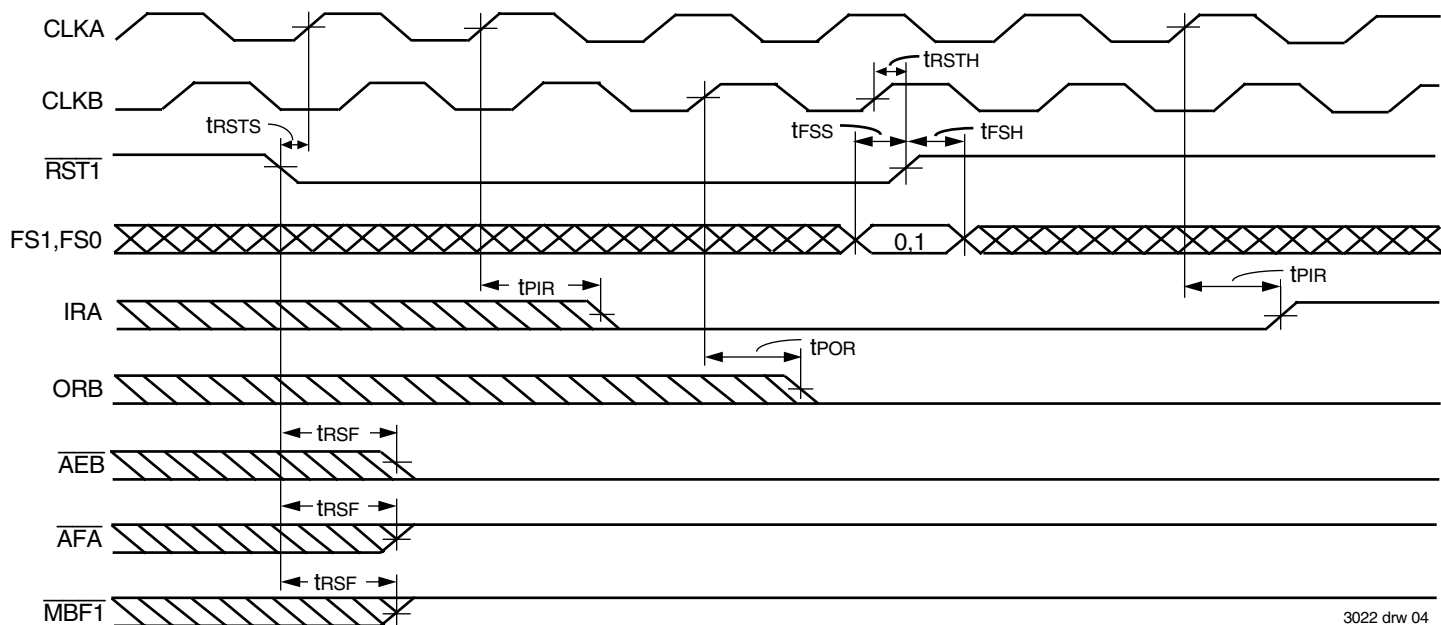 CLKA
tRSTH
CLKB
tRSTS
tFSS
tFSH
RST1
FS1,FS0
0,1
tPIR
tPIR
IRA
tPOR
ORB
tRSF
AEB
tRSF
AFA
tRSF
MBF1
3022 drw 04